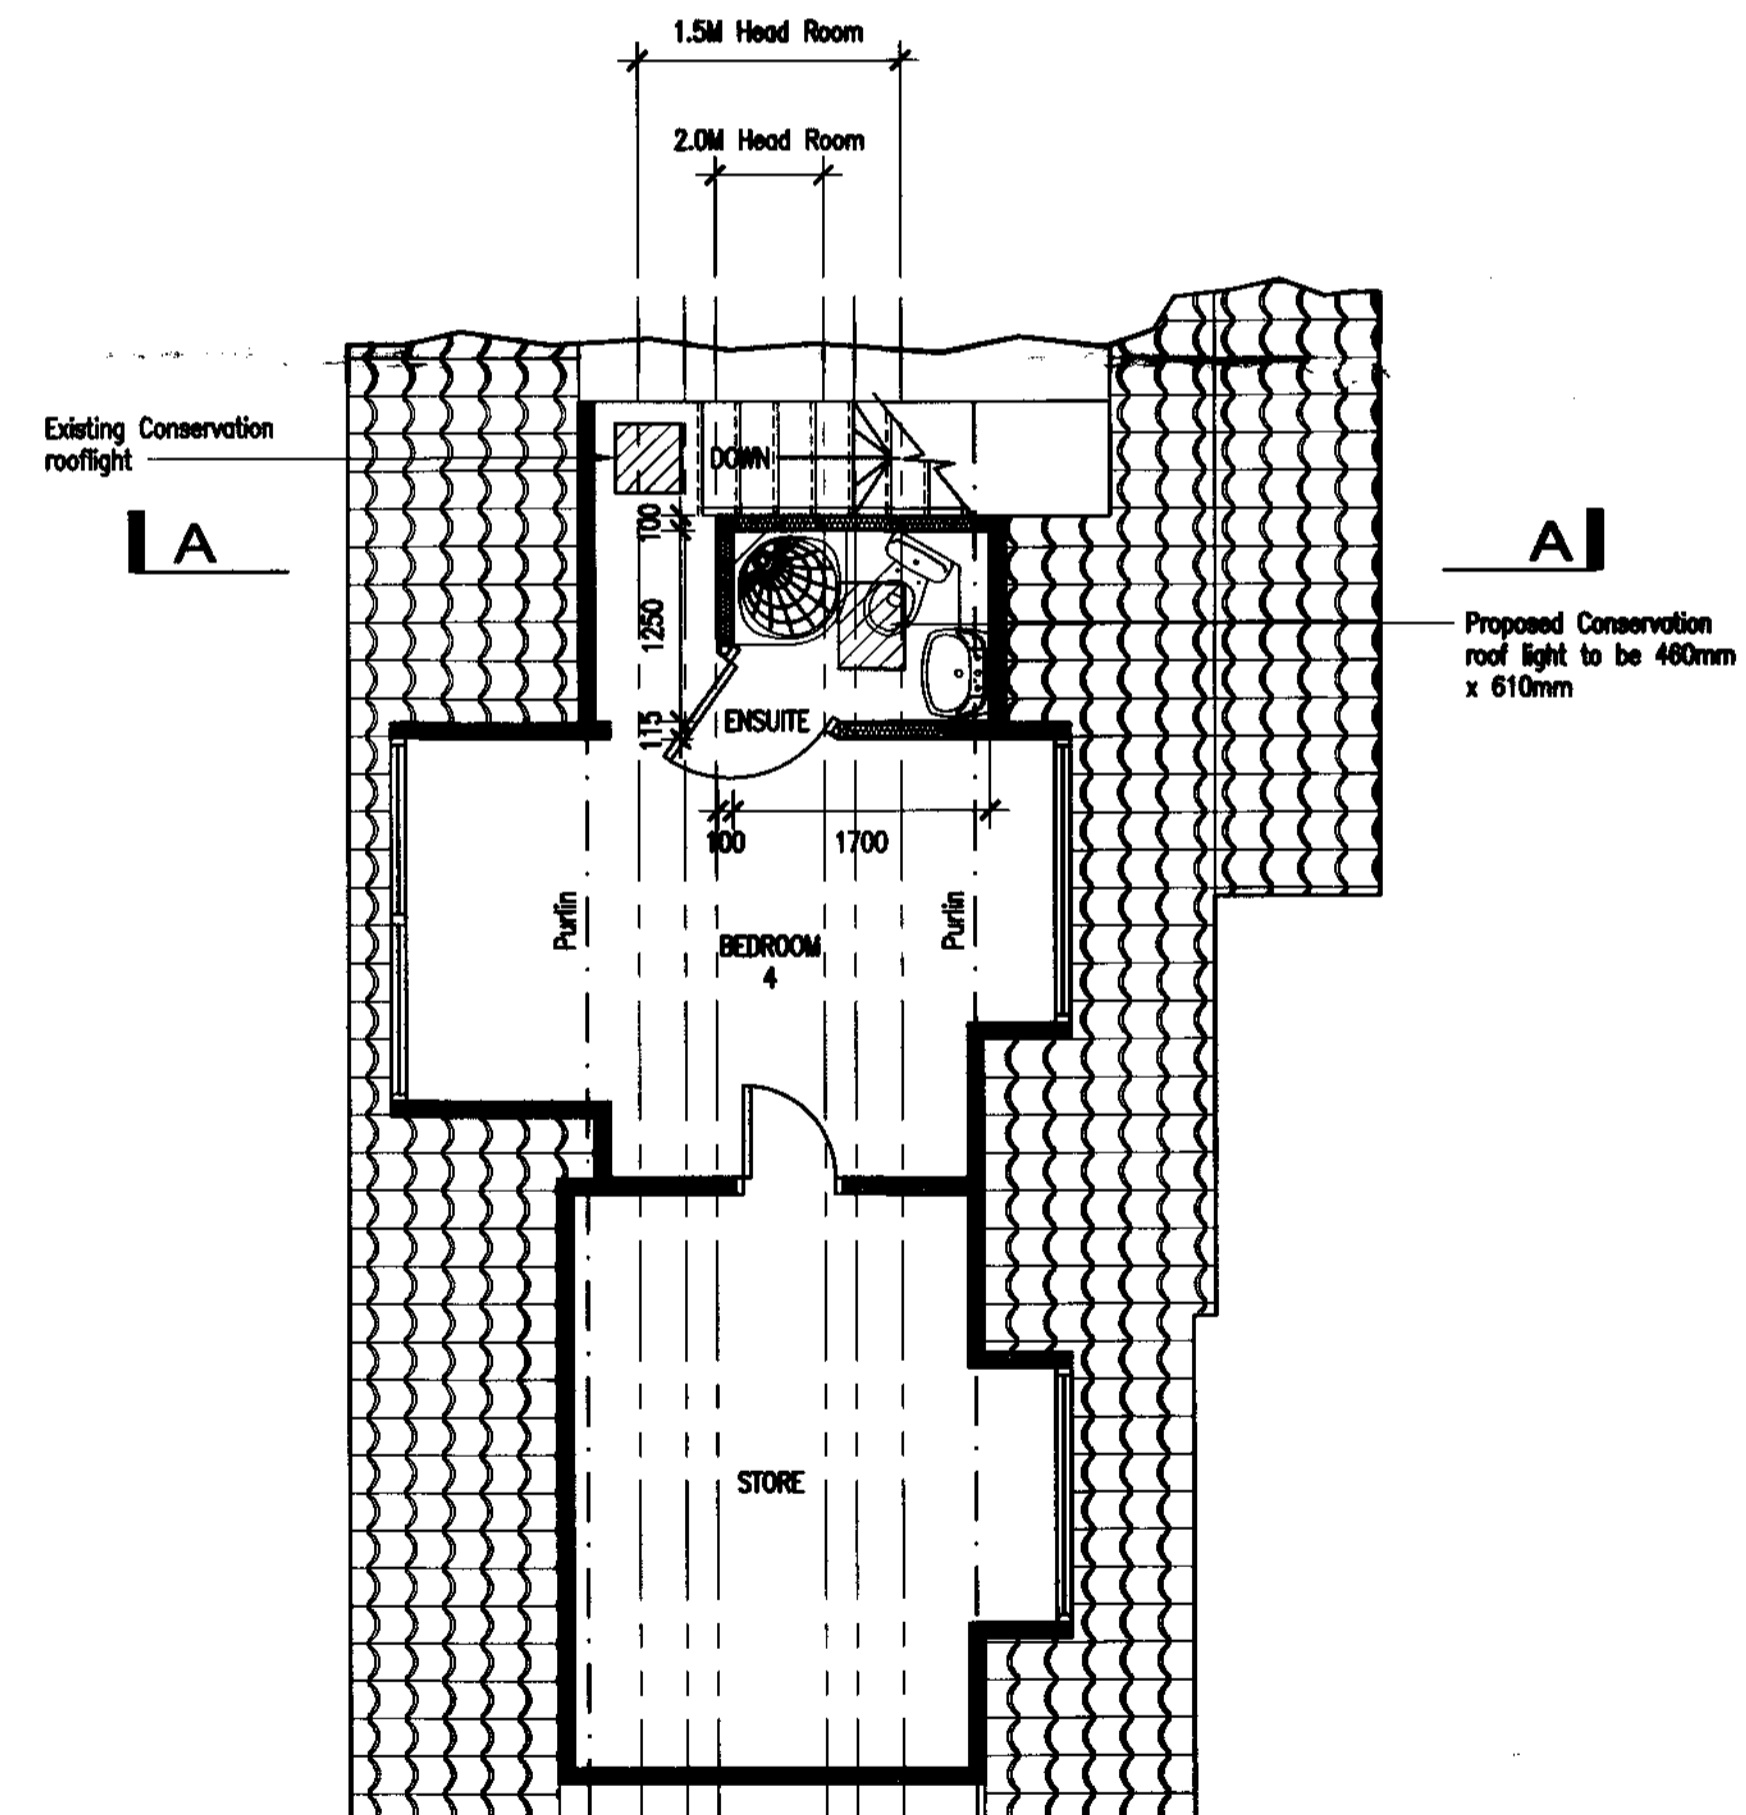 1.5M Head Room
2.0M Head Room
Existing Conservation
rooflight
DOWN
A
A
100
1250
115
ENSUITE
Proposed Conservation
roof light to be 460mm
x 610mm
100
1700
Purlin
Purlin
BEDROOM
4
STORE